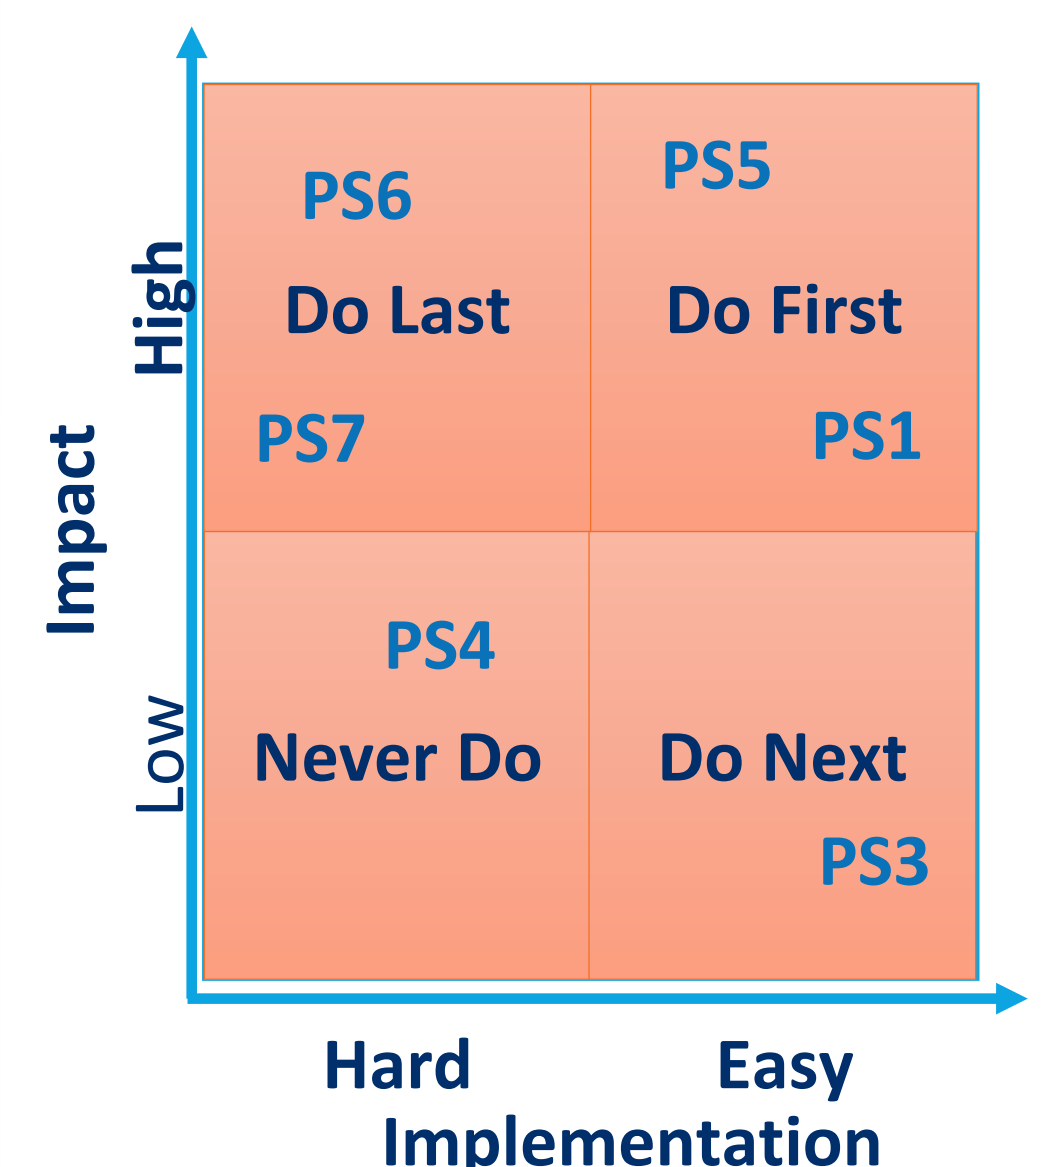 PS6
PS5
High
Do Last
Do First
PS7
PS1
Impact
PS4
Low
Never Do
Do Next
PS3
Hard
Easy
Implementation